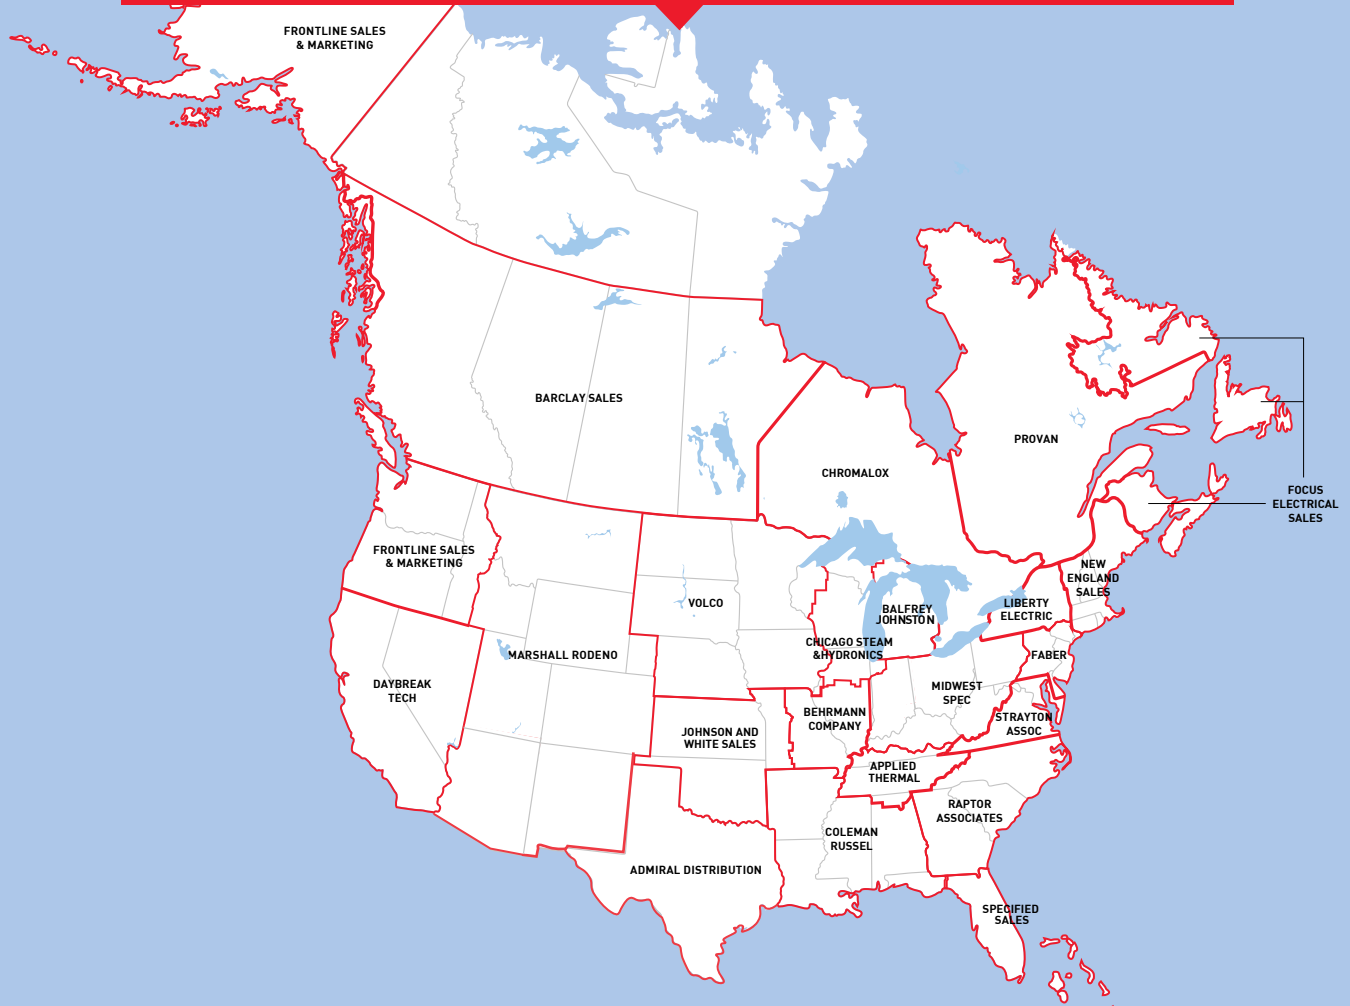 FRONTLINE SALES
& MARKETING
BARCLAY SALES
PROVAN
CHROMALOX
FOCUS
ELECTRICAL
SALES
FRONTLINE SALES
& MARKETING
NEW
ENGLAND
SALES
VOLCO
BALFREY
JOHNSTON
LIBERTY
ELECTRIC
CHICAGO STEAM
&HYDRONICS
MARSHALL RODENO
FABER
DAYBREAK
TECH
MIDWEST
SPEC
BEHRMANN
COMPANY
STRAYTON
ASSOC
JOHNSON AND
WHITE SALES
APPLIED
THERMAL
RAPTOR
ASSOCIATES
COLEMAN
RUSSEL
ADMIRAL DISTRIBUTION
SPECIFIED
SALES